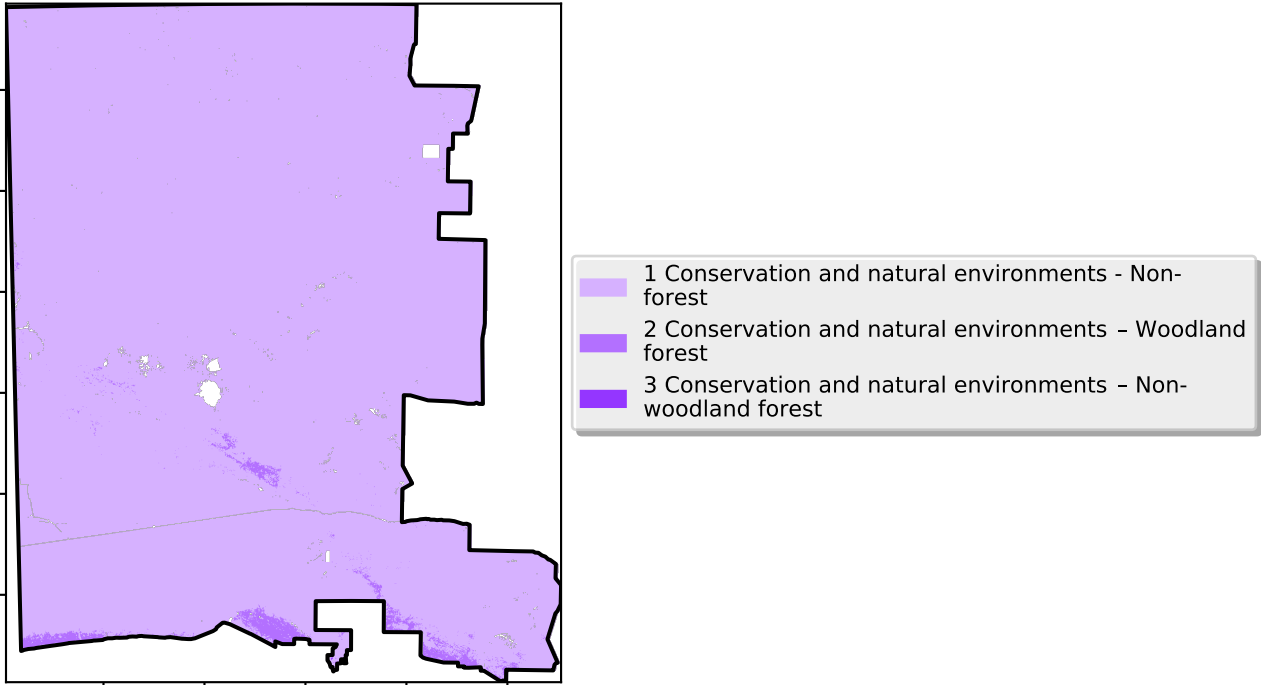 1 Conservation and natural environments - Non-
forest
2 Conservation and natural environments – Woodland
forest
3 Conservation and natural environments – Non-
woodland forest